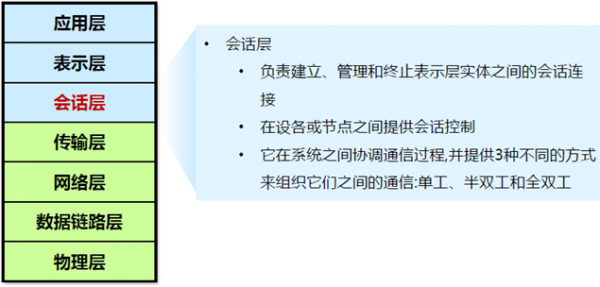 应用层
表示层
会话层
传输层
网络层
数据链路层
物理层
• 会话层
• 负责建立、管理和终止表示层实体之间的会话连
接
• 在设各或节点之间提供会话控制
• 它在系统之间协调通信过程,并提供3种不同的方式
来组织它们之间的通信:单工、半双工和全双工